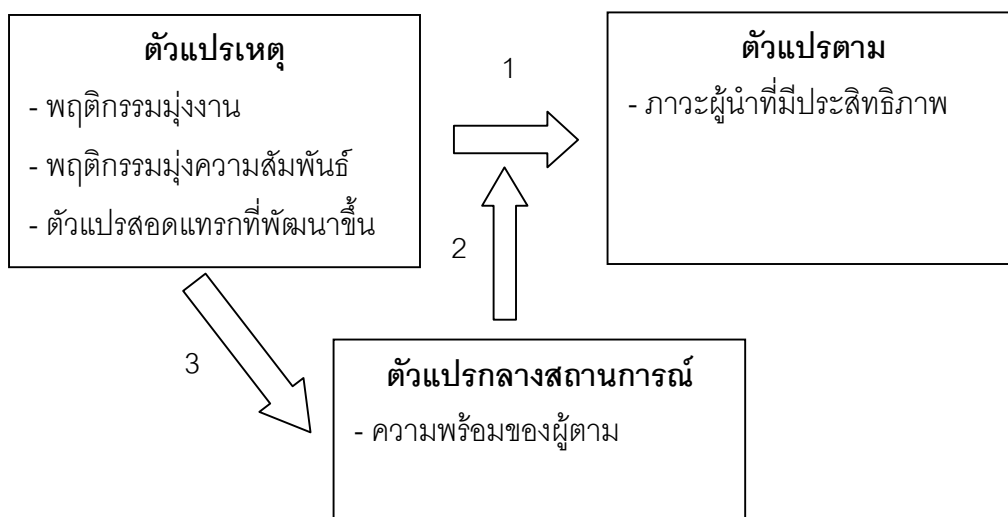 ตัวแปรเหตุ
- พฤติกรรมมุ่งงาน
- พฤติกรรมมุ่งความสัมพันธ์
- ตัวแปรสอดแทรกที่พัฒนาขึ้น
1
ตัวแปรตาม
- ภาวะผู้นำที่มีประสิทธิภาพ
2
3
ตัวแปรกลางสถานการณ์
- ความพร้อมของผู้ตาม